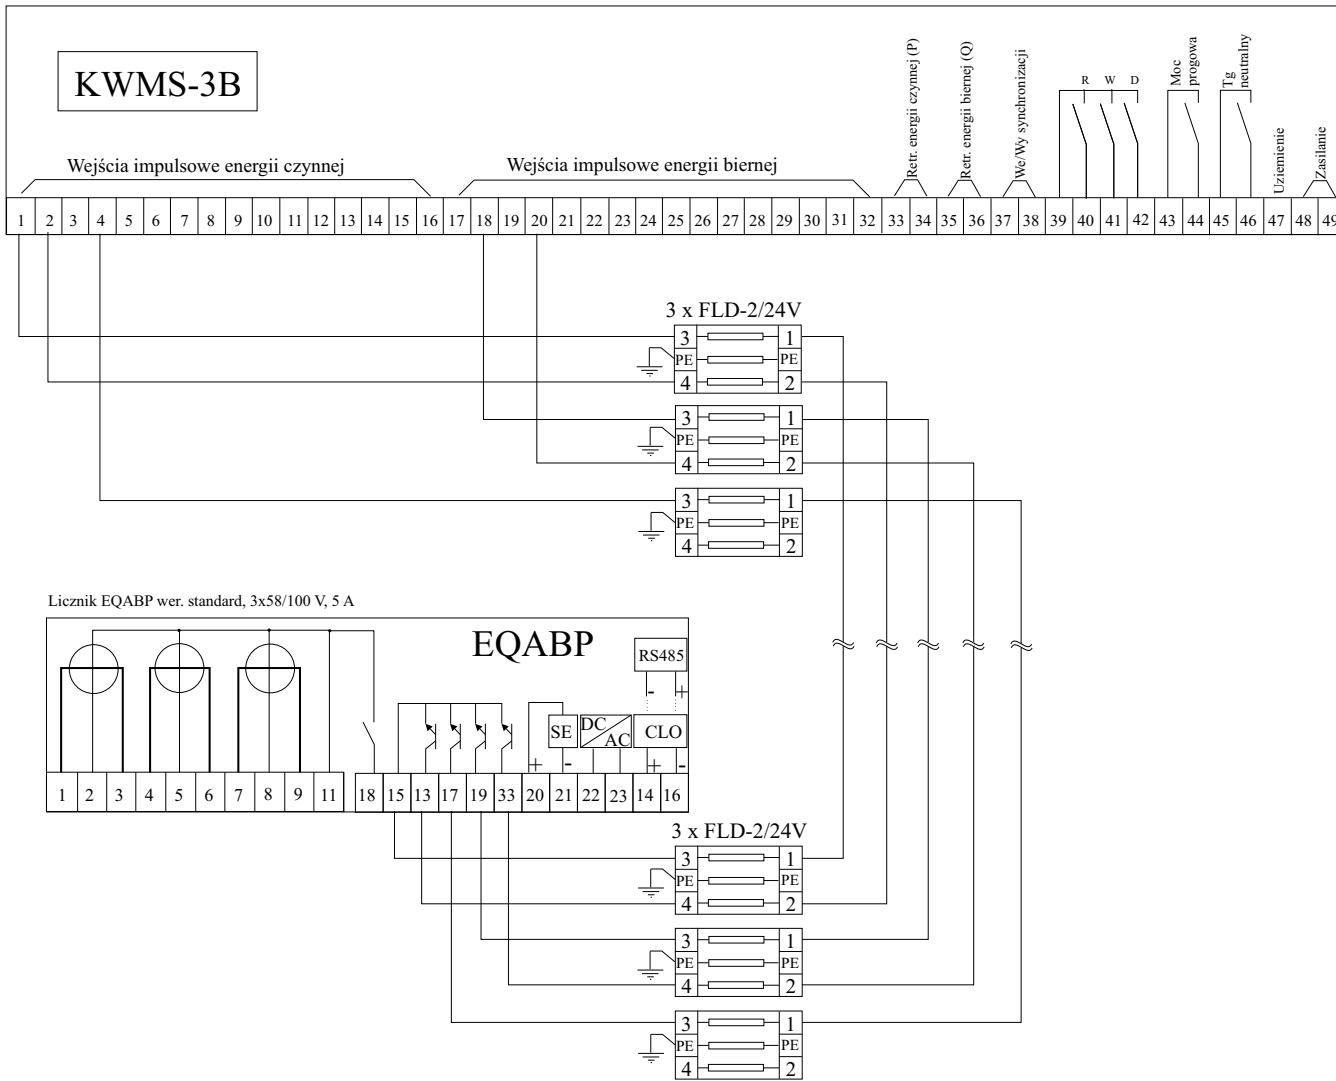 KWMS-3B
Wejścia impulsowe energii czynnej
Wejścia impulsowe energii biernej
Retr. energii czynnej (P)
Retr. energii biernej (Q)
We/Wy synchronizacji
R W D
Moc
progowa
Tg
neutralny
Uziemienie
Zasilanie
1 2 3 4 5 6 7 8 9 10 11 12 13 14 15 16 17 18 19 20 21 22 23 24 25 26 27 28 29 30 31 32 33 34 35 36 37 38 39 40 41 42 43 44 45 46 47 48 49
3 x FLD-2/24V
3 1
PE PE
4 2
3 1
PE PE
4 2
3 1
PE PE
4 2
Licznik EQABP wer. standard, 3x58/100 V, 5 A
EQABP
RS485
- +
SE
DC
AC
CLO
+ - + -
1 2 3 4 5 6 7 8 9 11 18 15 13 17 19 33 20 21 22 23 14 16
3 x FLD-2/24V
3 1
PE PE
4 2
3 1
PE PE
4 2
3 1
PE PE
4 2